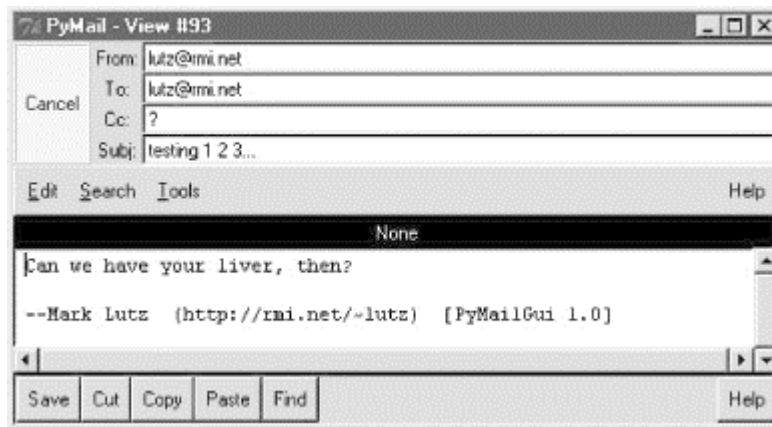 PyMail - View #93
Cancel
From: lutz@rmi.net
To: lutz@rmi.net
Cc: ?
Subj: testing 1 2 3...
Edit Search Tools Help
None
Can we have your liver, then?
--Mark Lutz (http://rmi.net/~lutz) [PyMailGui 1.0]
Save Cut Copy Paste Find Help